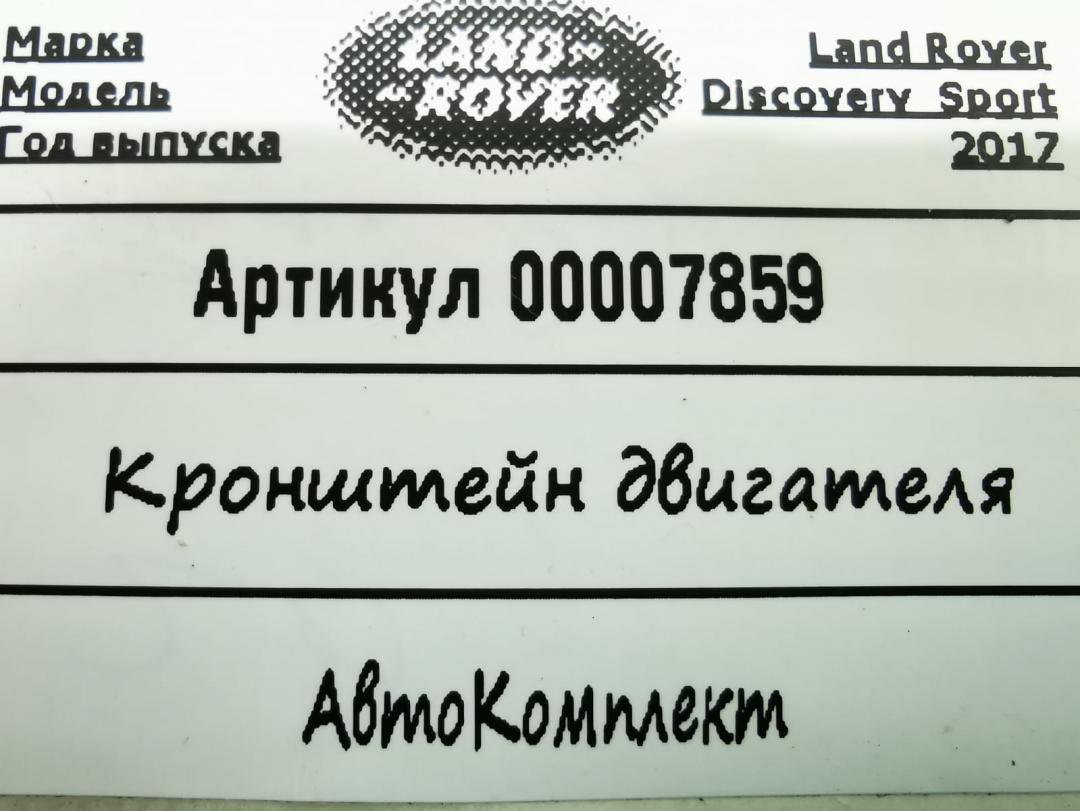 Марка Land Rover
LAND-
-ROVER
Модель Discovery Sport
Год выпуска 2017
Артикул 00007859
Кронштейн двигателя
АвтоКомплект